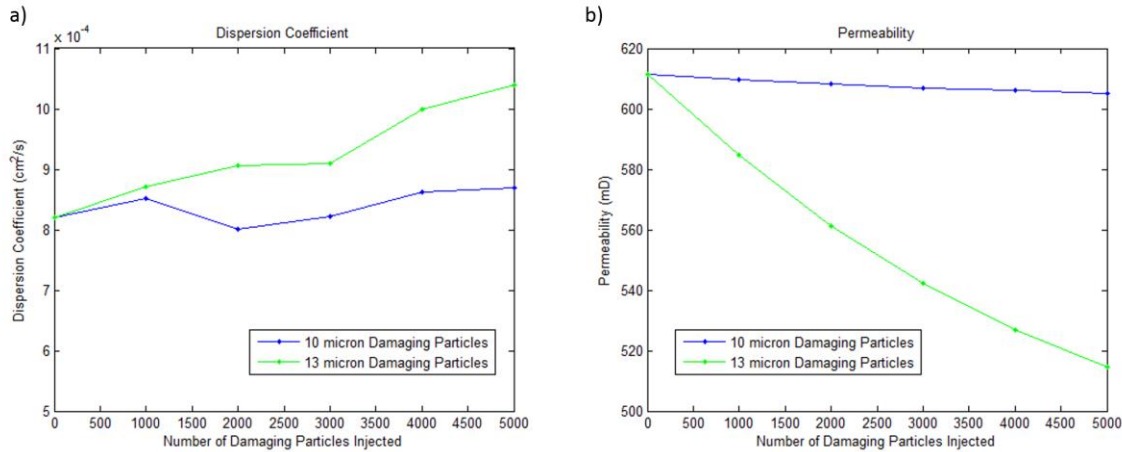 a)
Dispersion Coefficient
x 10⁻⁴
11
10
9
8
7
6
5
Dispersion Coefficient (cm²/s)
10 micron Damaging Particles
13 micron Damaging Particles
0 500 1000 1500 2000 2500 3000 3500 4000 4500 5000
Number of Damaging Particles Injected
b)
Permeability
620
600
580
560
540
520
500
Permeability (mD)
10 micron Damaging Particles
13 micron Damaging Particles
0 500 1000 1500 2000 2500 3000 3500 4000 4500 5000
Number of Damaging Particles Injected